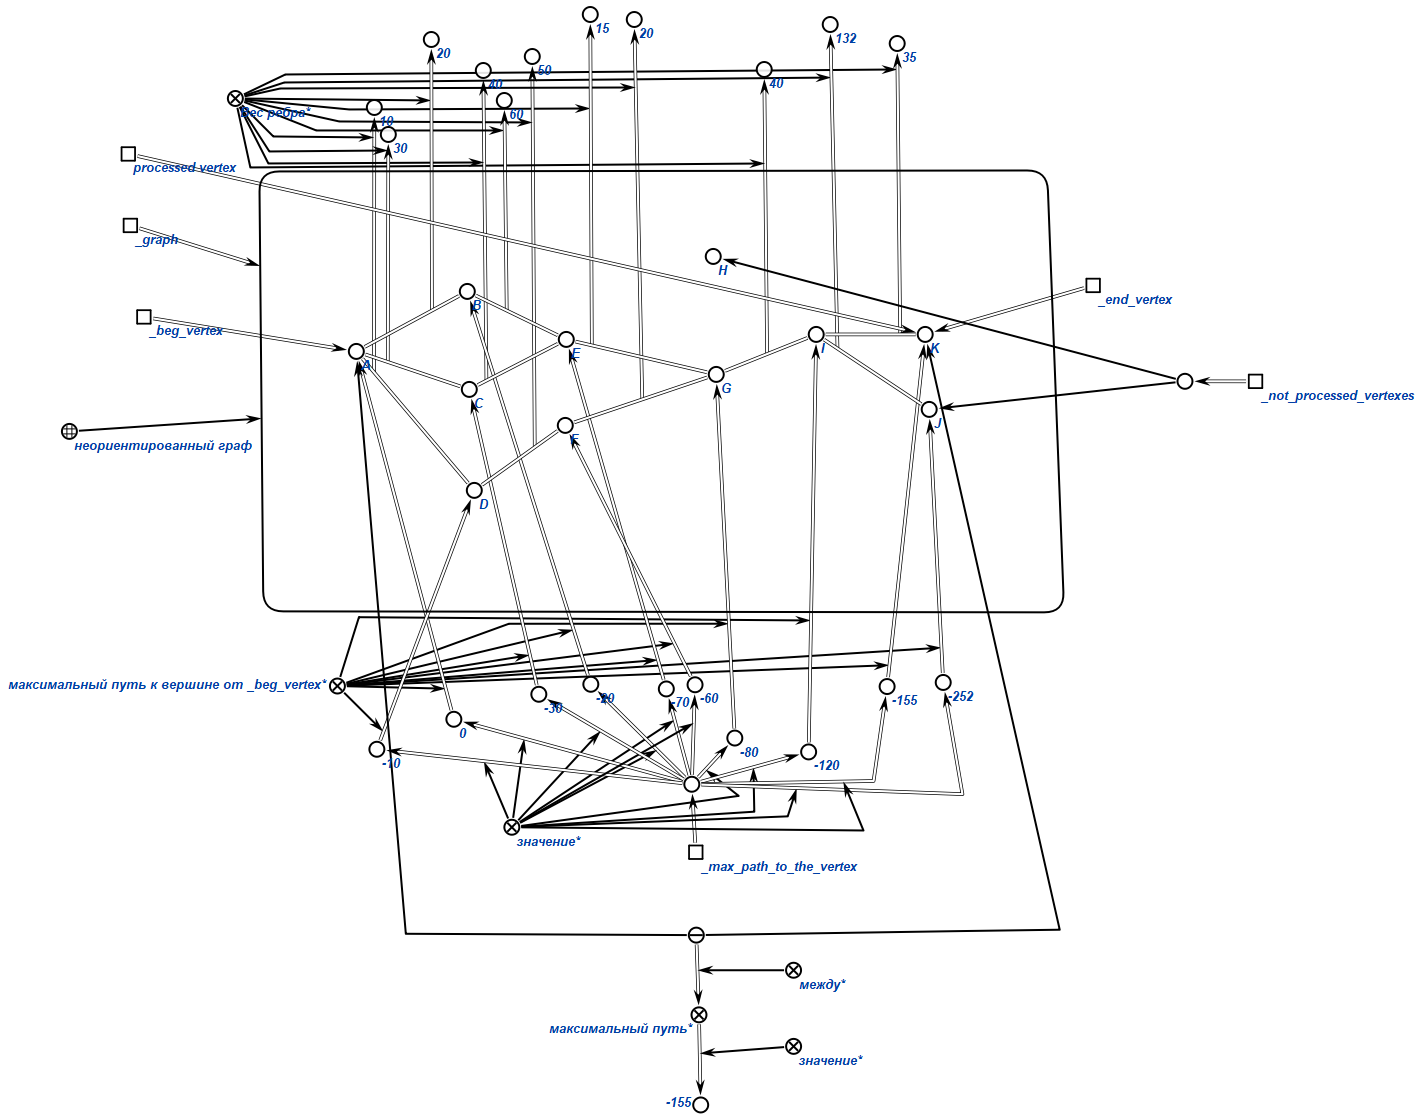 15
20
132
20
35
50
40
40
Вес ребра*
10
60
30
processed_vertex
_graph
H
_end_vertex
B
_beg_vertex
E
I
K
A
G
_not_processed_vertexes
C
J
F
неориентированный граф
D
максимальный путь к вершине от _beg_vertex*
-30
-20
-70
-60
-155
-252
0
-10
-80
-120
значение*
_max_path_to_the_vertex
между*
максимальный путь*
значение*
-155